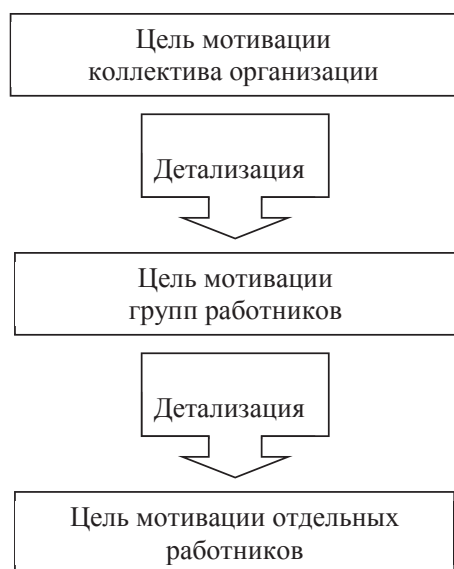 Цель мотивации
коллектива организации
Детализация
Цель мотивации
групп работников
Детализация
Цель мотивации отдельных
работников